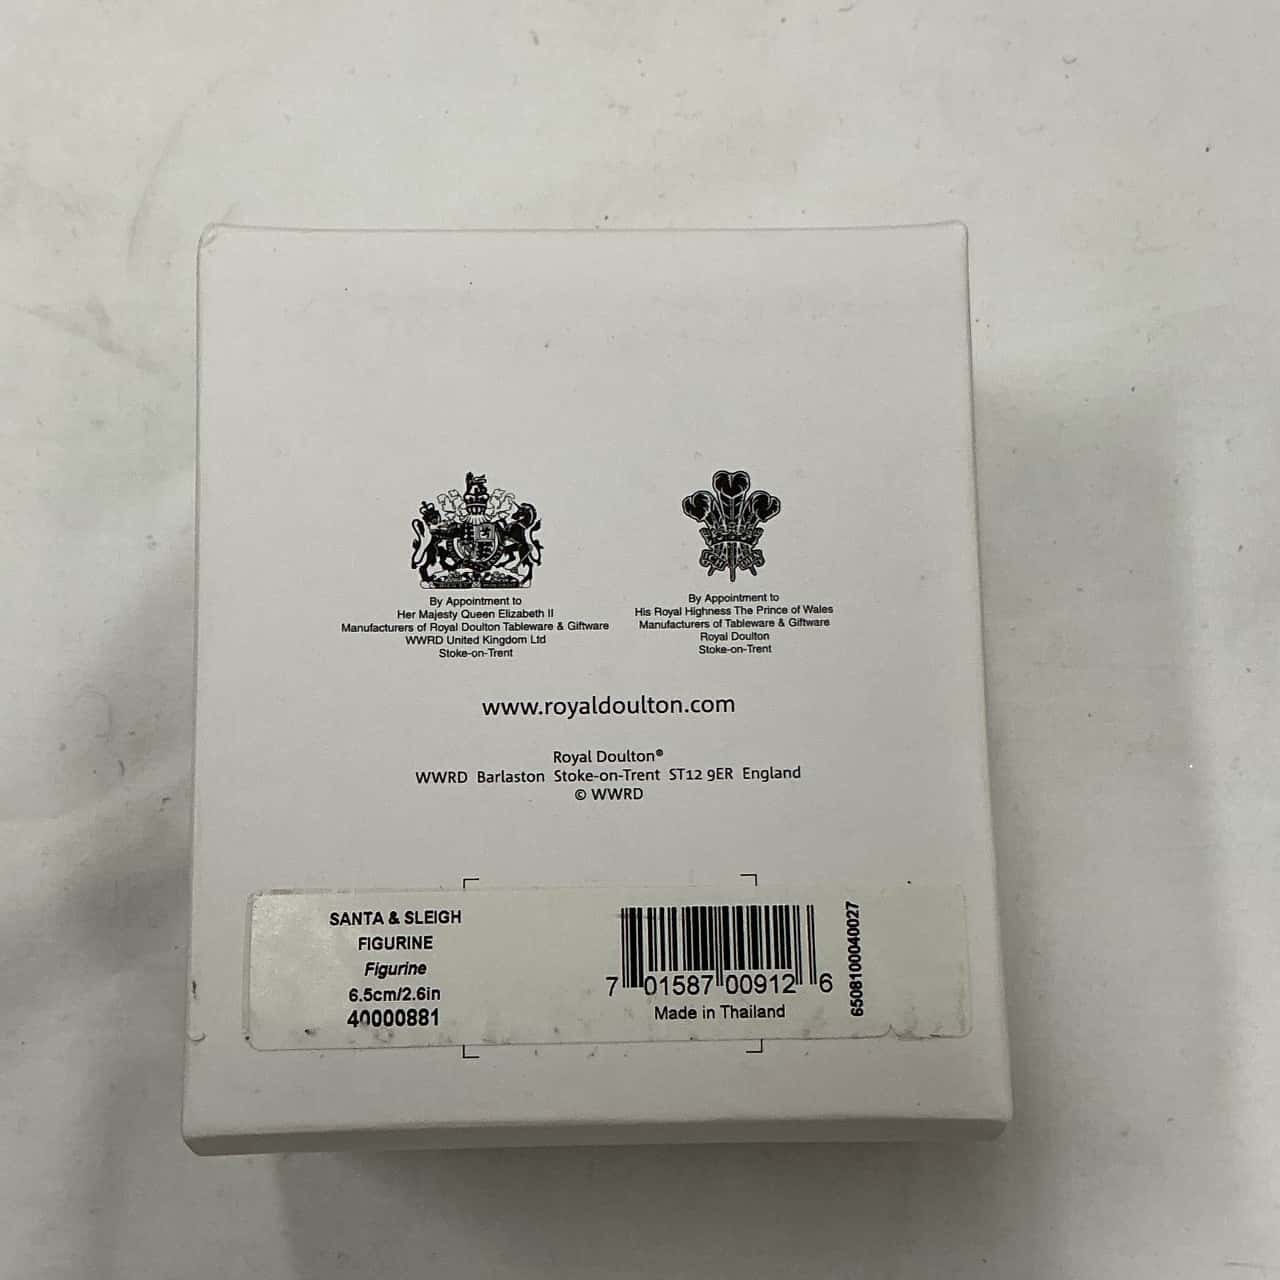 By Appointment to
Her Majesty Queen Elizabeth II
Manufacturers of Royal Doulton Tableware & Giftware
WWRD United Kingdom Ltd
Stoke-on-Trent
By Appointment to
His Royal Highness The Prince of Wales
Manufacturers of Tableware & Giftware
Royal Doulton
Stoke-on-Trent
www.royaldoulton.com
Royal Doulton®
WWRD Barlaston Stoke-on-Trent ST12 9ER England
© WWRD
SANTA & SLEIGH
FIGURINE
Figurine
6.5cm/2.6in
40000881
7 01587 00912 6
Made in Thailand
6508100040027